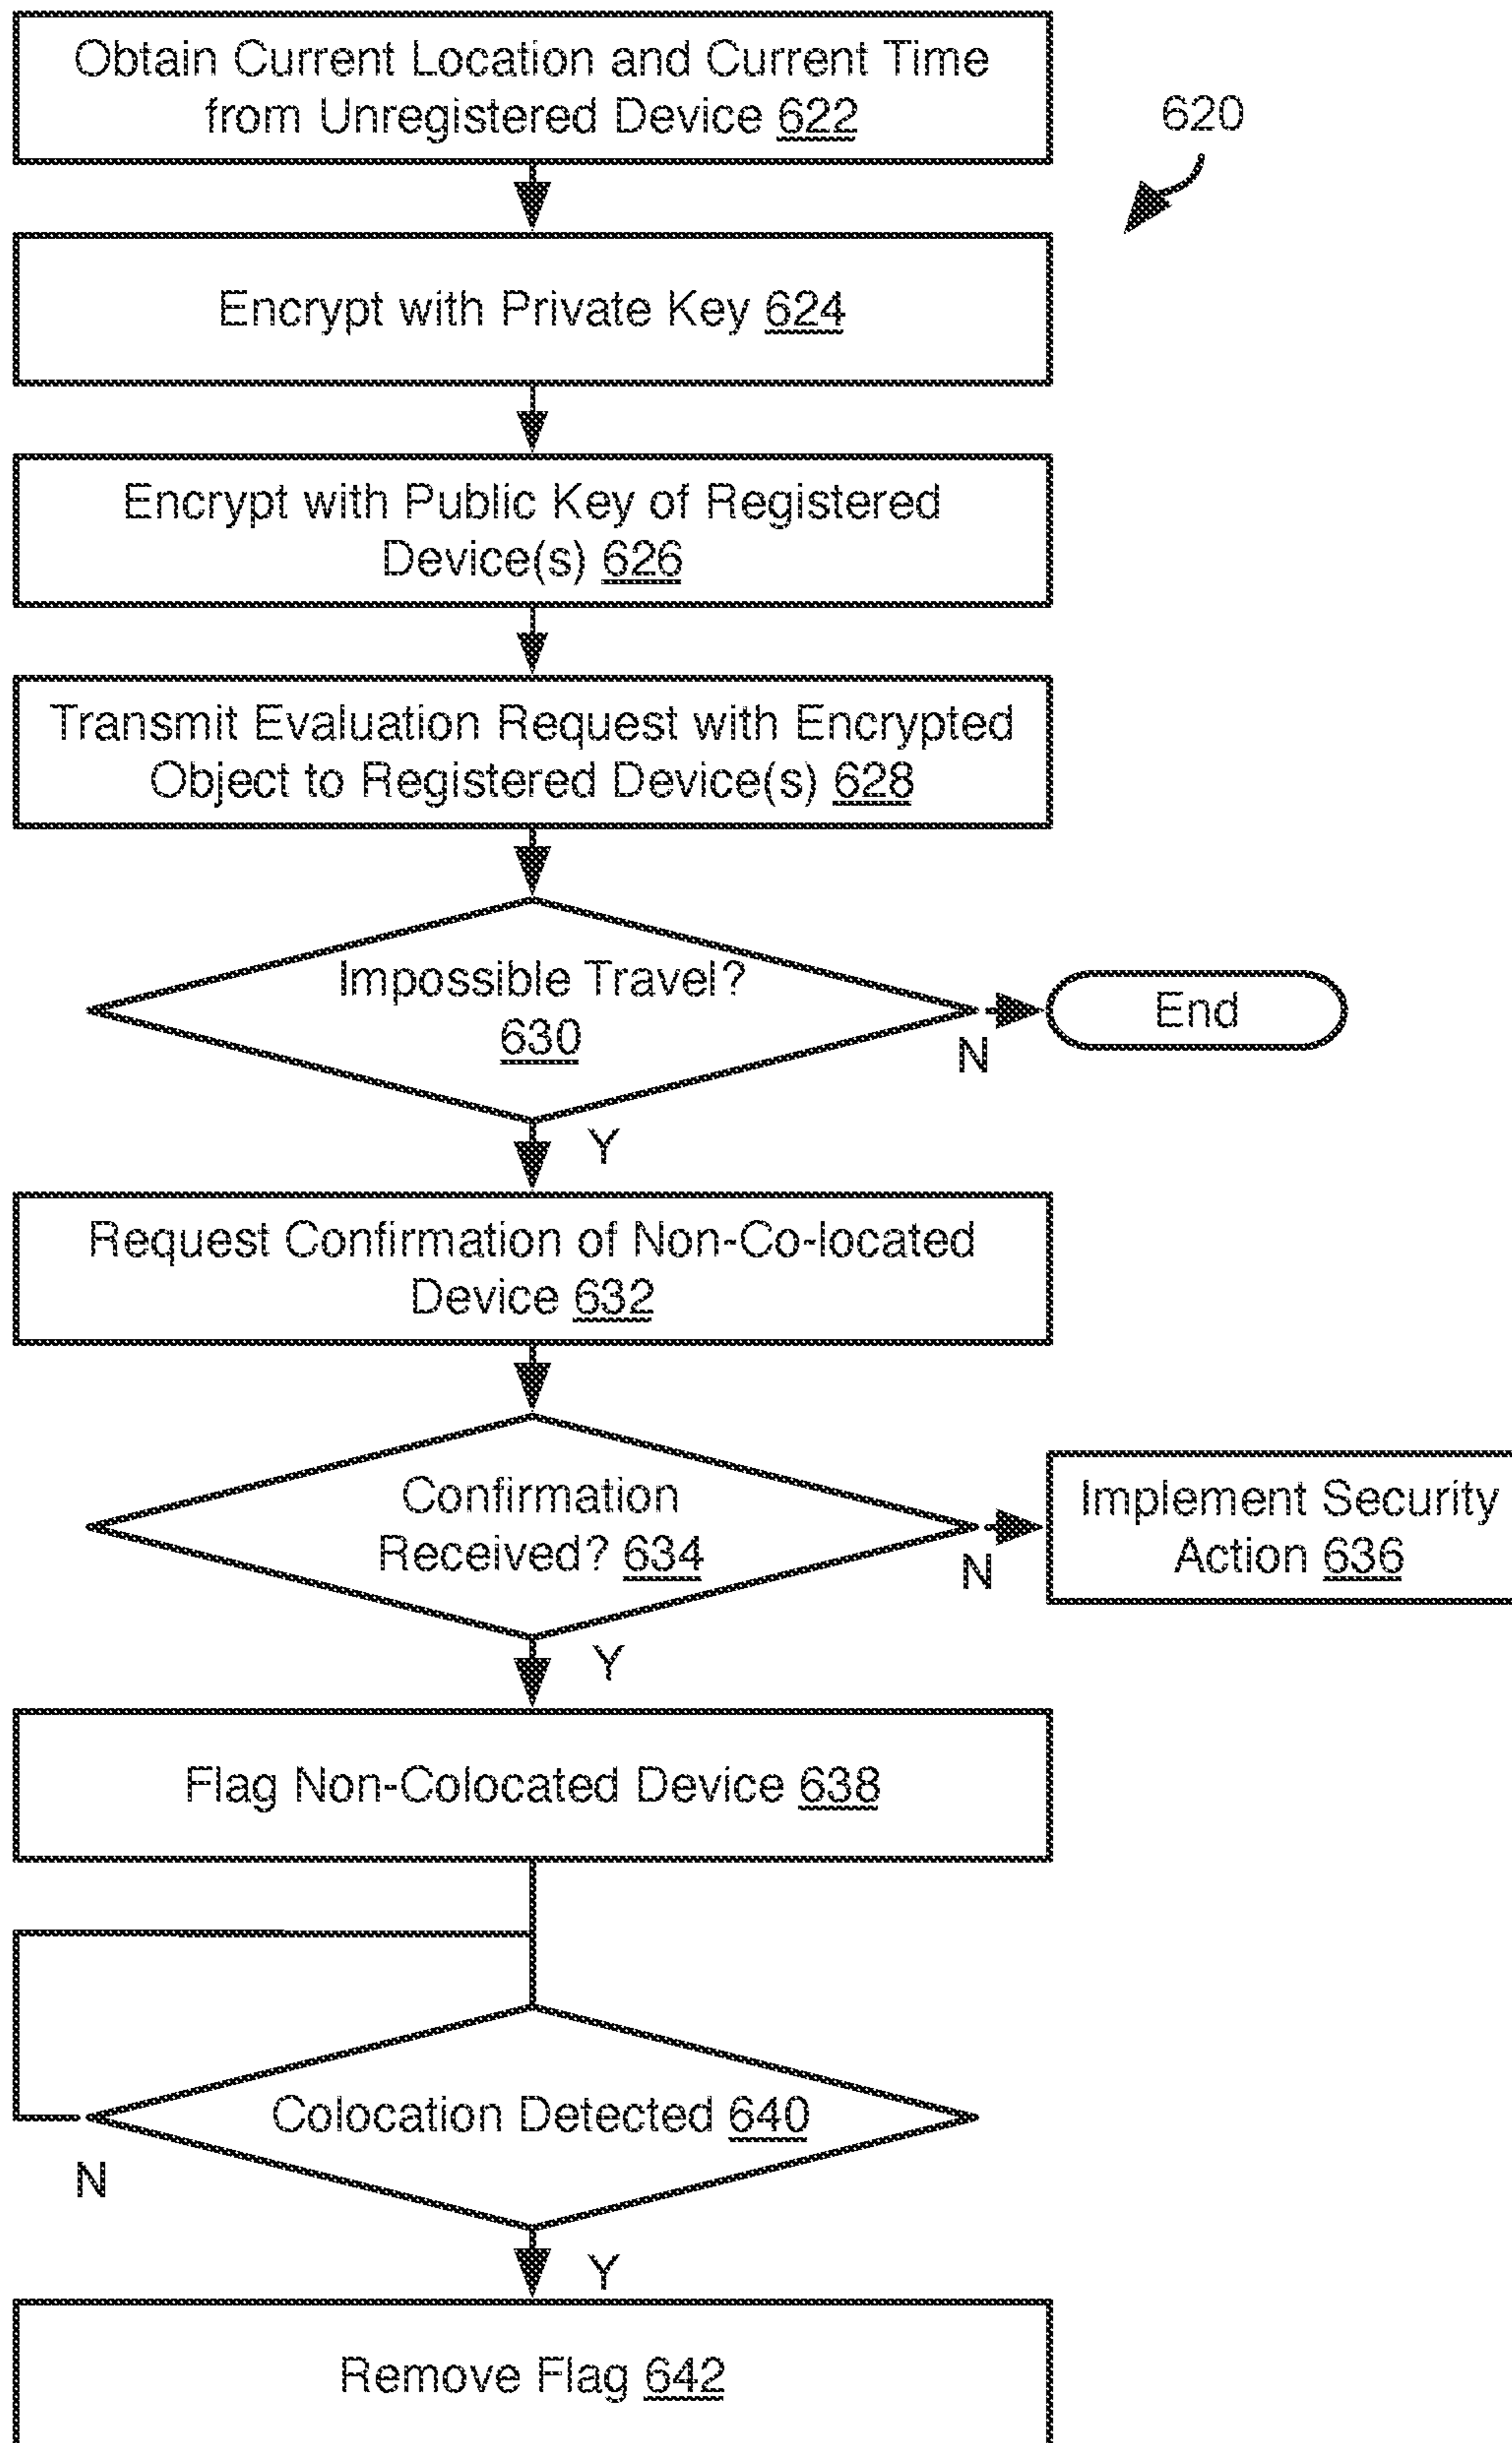 Obtain Current Location and Current Time
from Unregistered Device 622
620
Encrypt with Private Key 624
Encrypt with Public Key of Registered
Device(s) 626
Transmit Evaluation Request with Encrypted
Object to Registered Device(s) 628
Impossible Travel?
630
End
N
Y
Request Confirmation of Non-Co-located
Device 632
Confirmation
Received? 634
N
Implement Security
Action 636
Y
Flag Non-Colocated Device 638
Colocation Detected 640
N
Y
Remove Flag 642